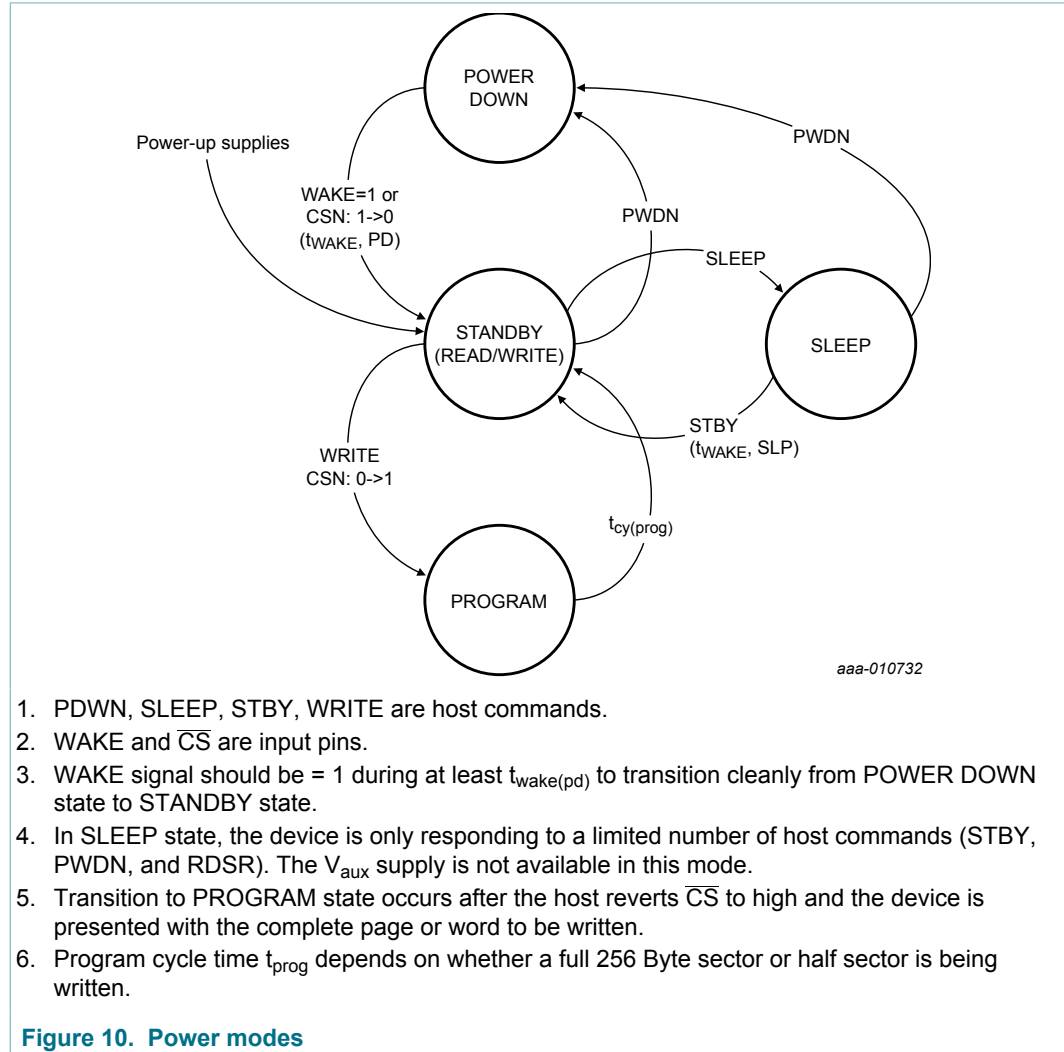 POWER
DOWN
PWDN
Power-up supplies
WAKE=1 or
CSN: 1->0
(tWAKE, PD)
PWDN
SLEEP
STANDBY
(READ/WRITE)
SLEEP
STBY
(tWAKE, SLP)
WRITE
CSN: 0->1
tcy(prog)
PROGRAM
aaa-010732
1. PDWN, SLEEP, STBY, WRITE are host commands.
2. WAKE and C̅S̅ are input pins.
3. WAKE signal should be = 1 during at least twake(pd) to transition cleanly from POWER DOWN
state to STANDBY state.
4. In SLEEP state, the device is only responding to a limited number of host commands (STBY,
PWDN, and RDSR). The Vaux supply is not available in this mode.
5. Transition to PROGRAM state occurs after the host reverts C̅S̅ to high and the device is
presented with the complete page or word to be written.
6. Program cycle time tprog depends on whether a full 256 Byte sector or half sector is being
written.
Figure 10. Power modes